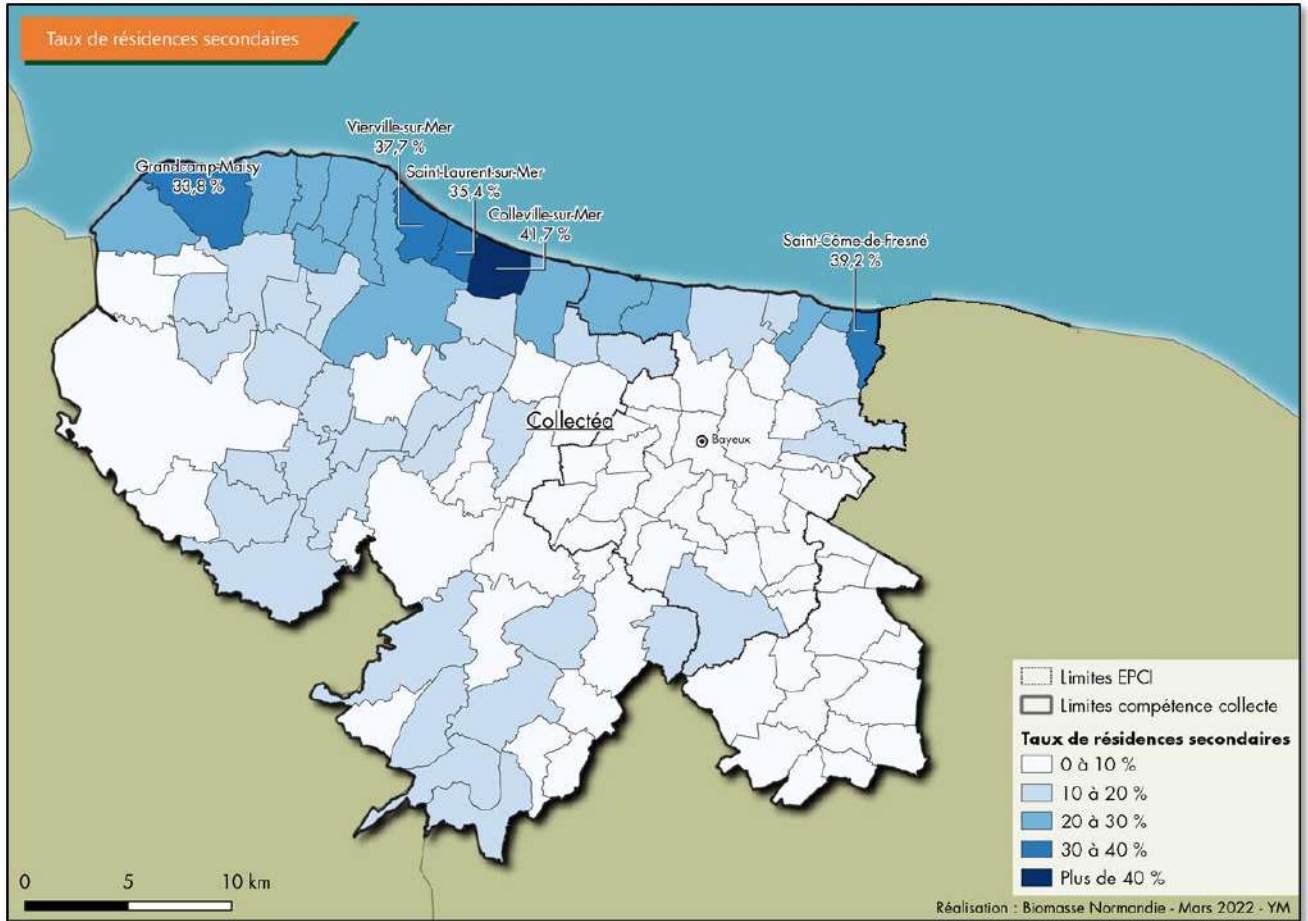 Taux de résidences secondaires
Vierville-sur-Mer
37,7 %
Grandcamp-Maisy
33,8 %
Saint-Laurent-sur-Mer
35,4 %
Colleville-sur-Mer
41,7 %
Saint-Côme-de-Fresné
39,2 %
Collectéa
Bayeux
Limites EPCI
Limites compétence collecte
Taux de résidences secondaires
0 à 10 %
10 à 20 %
20 à 30 %
30 à 40 %
Plus de 40 %
0 5 10 km
Réalisation : Biomasse Normandie - Mars 2022 - YM